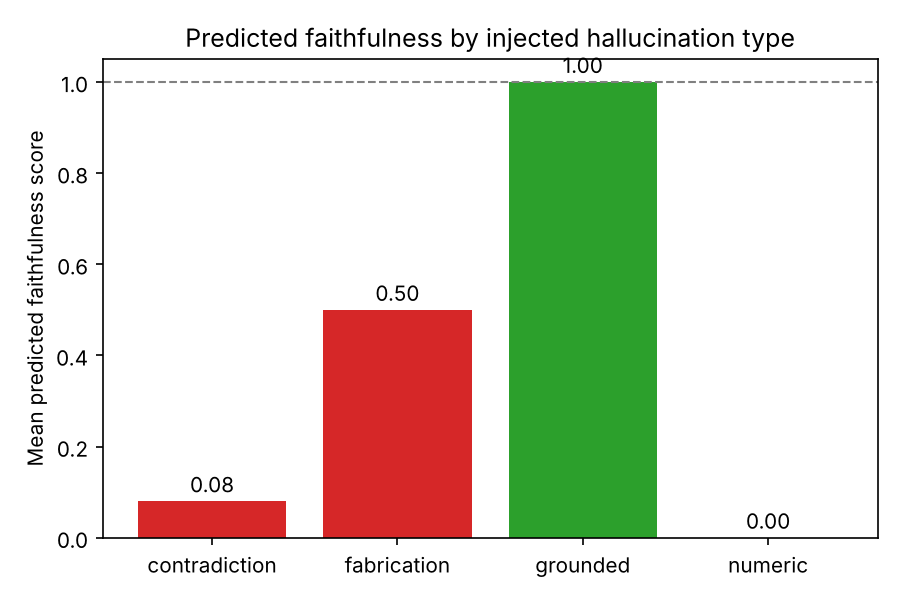 Predicted faithfulness by injected hallucination type
Mean predicted faithfulness score
1.0
0.8
0.6
0.4
0.2
0.0
0.08
0.50
1.00
0.00
contradiction
fabrication
grounded
numeric